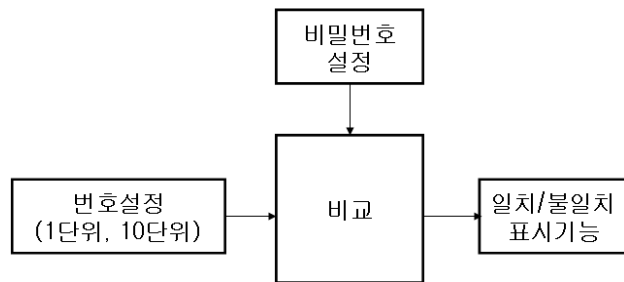 비밀번호
설정
번호설정
(1단위, 10단위)
비교
일치/불일치
표시기능